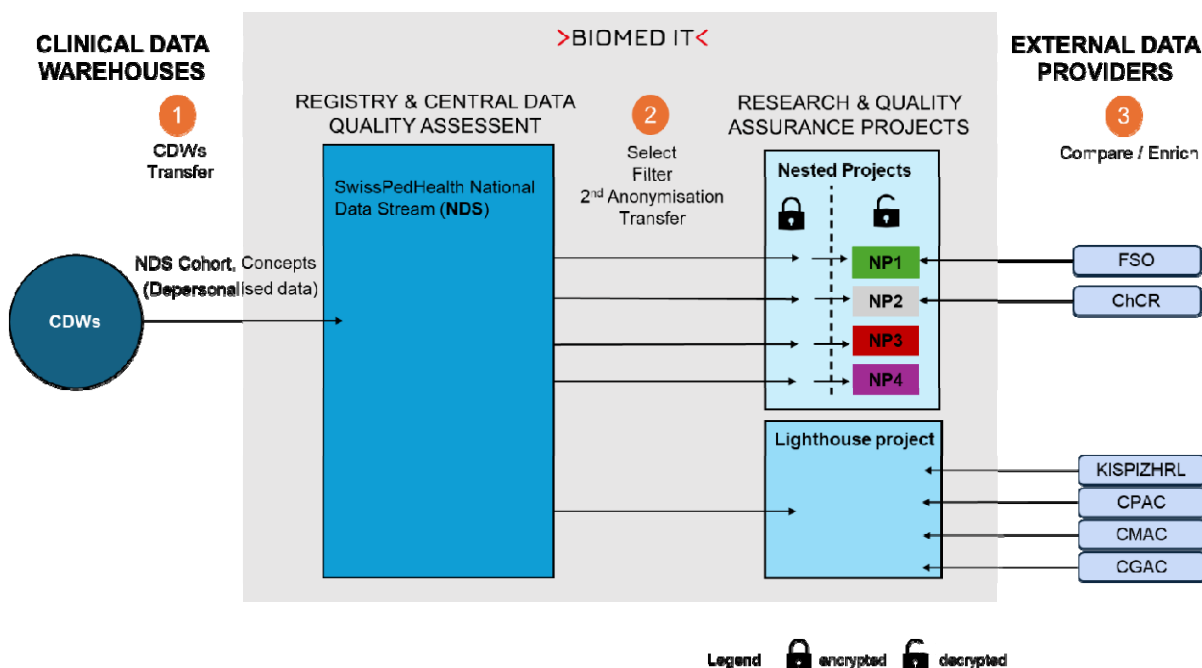 CLINICAL DATA
WAREHOUSES
1
CDWs
Transfer
>BIOMED IT<
EXTERNAL DATA
PROVIDERS
3
Compare / Enrich
REGISTRY & CENTRAL DATA
QUALITY ASSESSENT
2
Select
Filter
2nd Anonymisation
Transfer
RESEARCH & QUALITY
ASSURANCE PROJECTS
SwissPedHealth National
Data Stream (NDS)
Nested Projects
NDS Cohort, Concepts
(Depersonalised data)
CDWs
NP1
NP2
NP3
NP4
FSO
ChCR
Lighthouse project
KISPIZHRL
CPAC
CMAC
CGAC
Legend encrypted decrypted